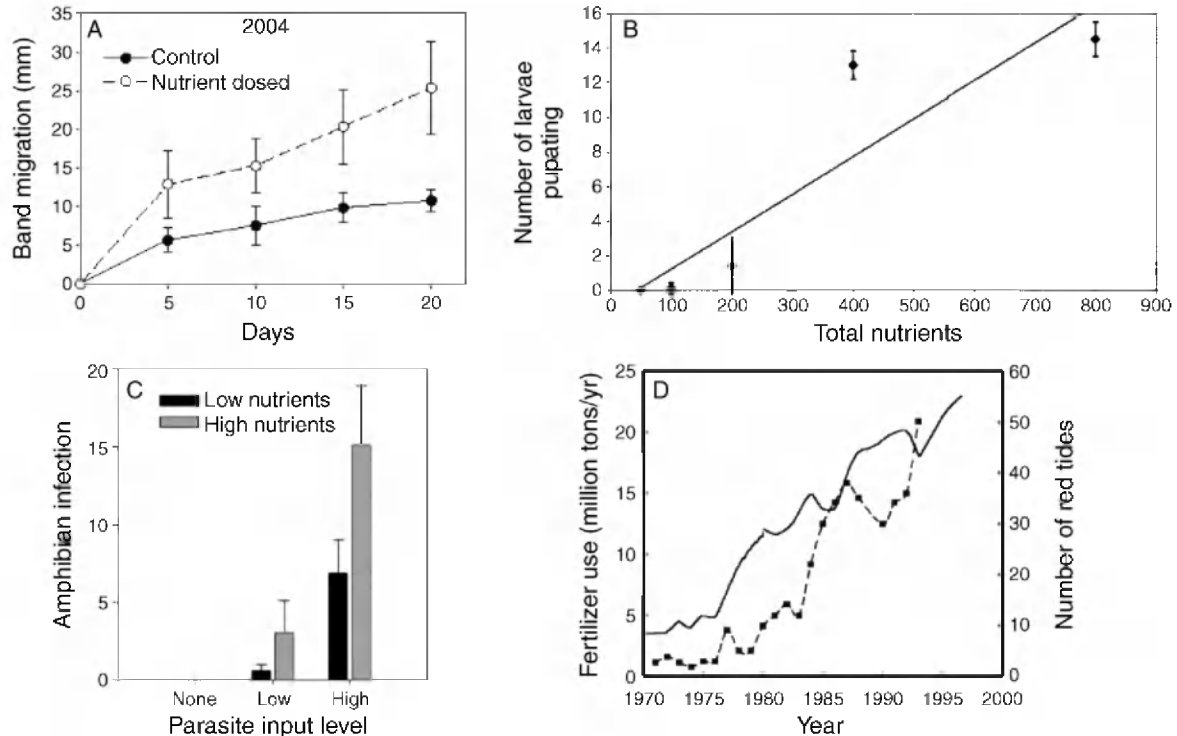 A
2004
Control
Nutrient dosed
Band migration (mm)
35
30
25
20
15
10
5
0
0 5 10 15 20
Days
B
Number of larvae
pupating
16
14
12
10
8
6
4
2
0
0 100 200 300 400 500 600 700 800 900
Total nutrients
C
Low nutrients
High nutrients
Amphibian infection
20
15
10
5
0
None Low High
Parasite input level
D
Fertilizer use (million tons/yr)
25
20
15
10
5
0
60
50
40
30
20
10
0
Number of red tides
1970 1975 1980 1985 1990 1995 2000
Year